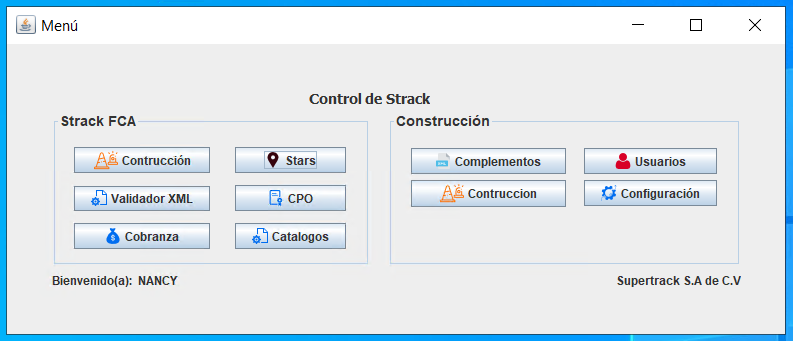 Menú
Control de Strack
Strack FCA
Contrucción
Stars
Validador XML
CPO
Cobranza
Catalogos
Construcción
Complementos
Usuarios
Contruccion
Configuración
Bienvenido(a): NANCY
Supertrack S.A de C.V